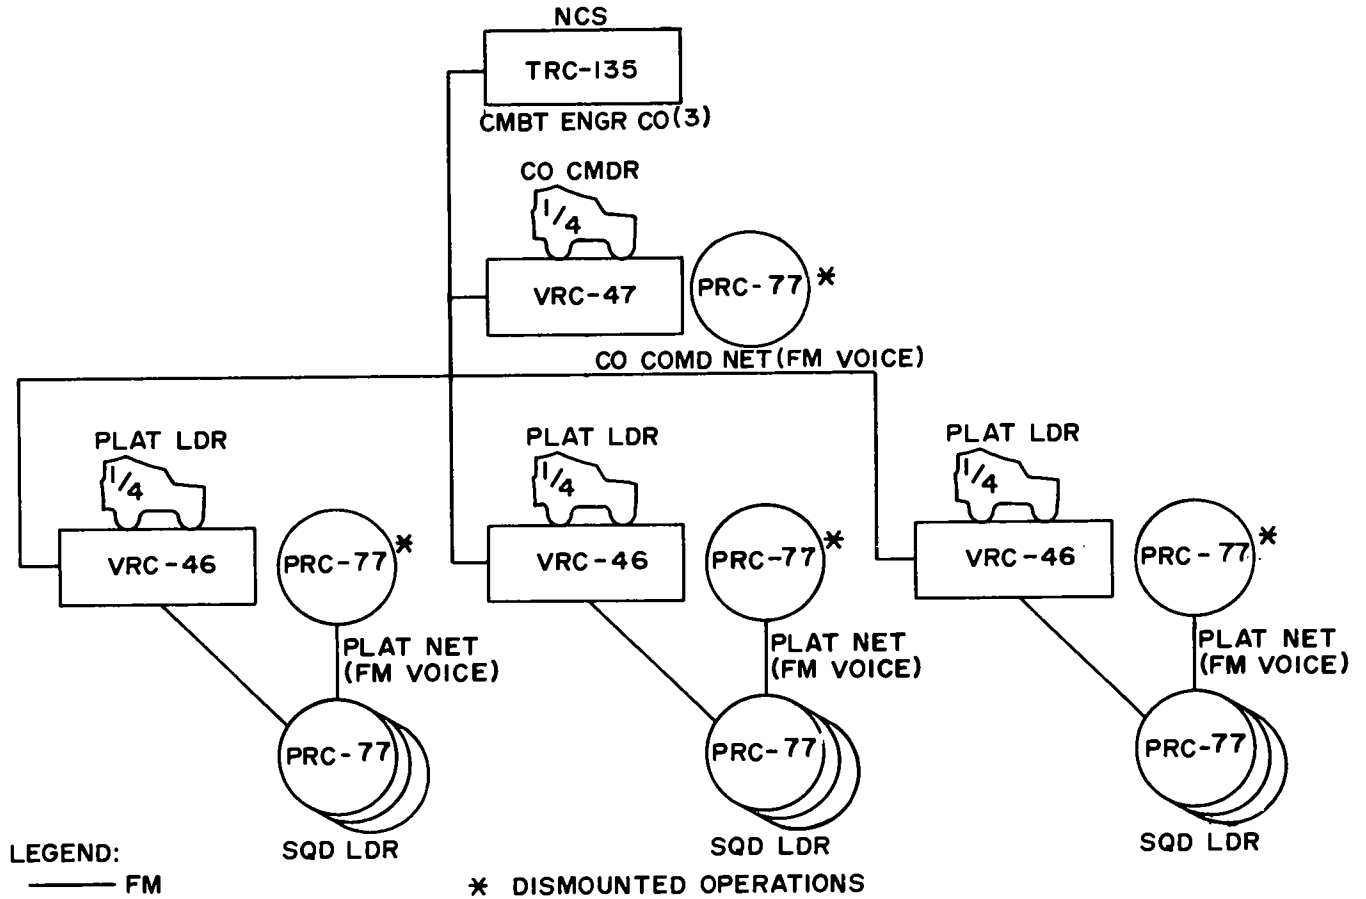 NCS
TRC-135
CMBT ENGR CO(3)
CO CMDR
1/4
VRC-47
PRC-77 *
CO COMD NET (FM VOICE)
PLAT LDR
1/4
VRC-46
PRC-77 *
PLAT NET
(FM VOICE)
PRC-77
SQD LDR
PLAT LDR
1/4
VRC-46
PRC-77 *
PLAT NET
(FM VOICE)
PRC-77
SQD LDR
PLAT LDR
1/4
VRC-46
PRC-77 *
PLAT NET
(FM VOICE)
PRC-77
SQD LDR
LEGEND:
FM
* DISMOUNTED OPERATIONS